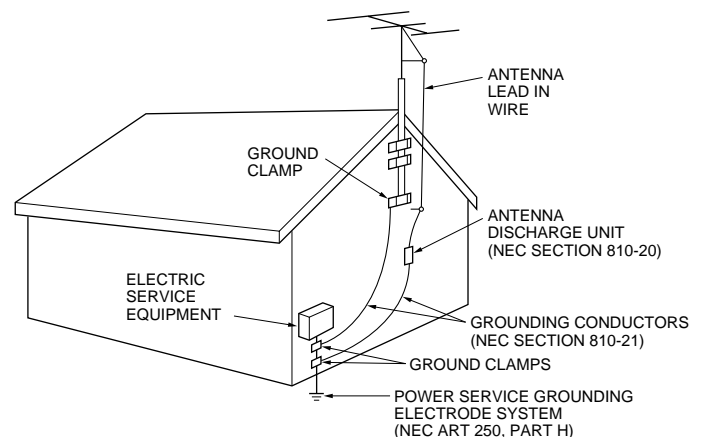 ANTENNA
LEAD IN
WIRE
GROUND
CLAMP
ANTENNA
DISCHARGE UNIT
(NEC SECTION 810-20)
ELECTRIC
SERVICE
EQUIPMENT
GROUNDING CONDUCTORS
(NEC SECTION 810-21)
GROUND CLAMPS
POWER SERVICE GROUNDING
ELECTRODE SYSTEM
(NEC ART 250, PART H)